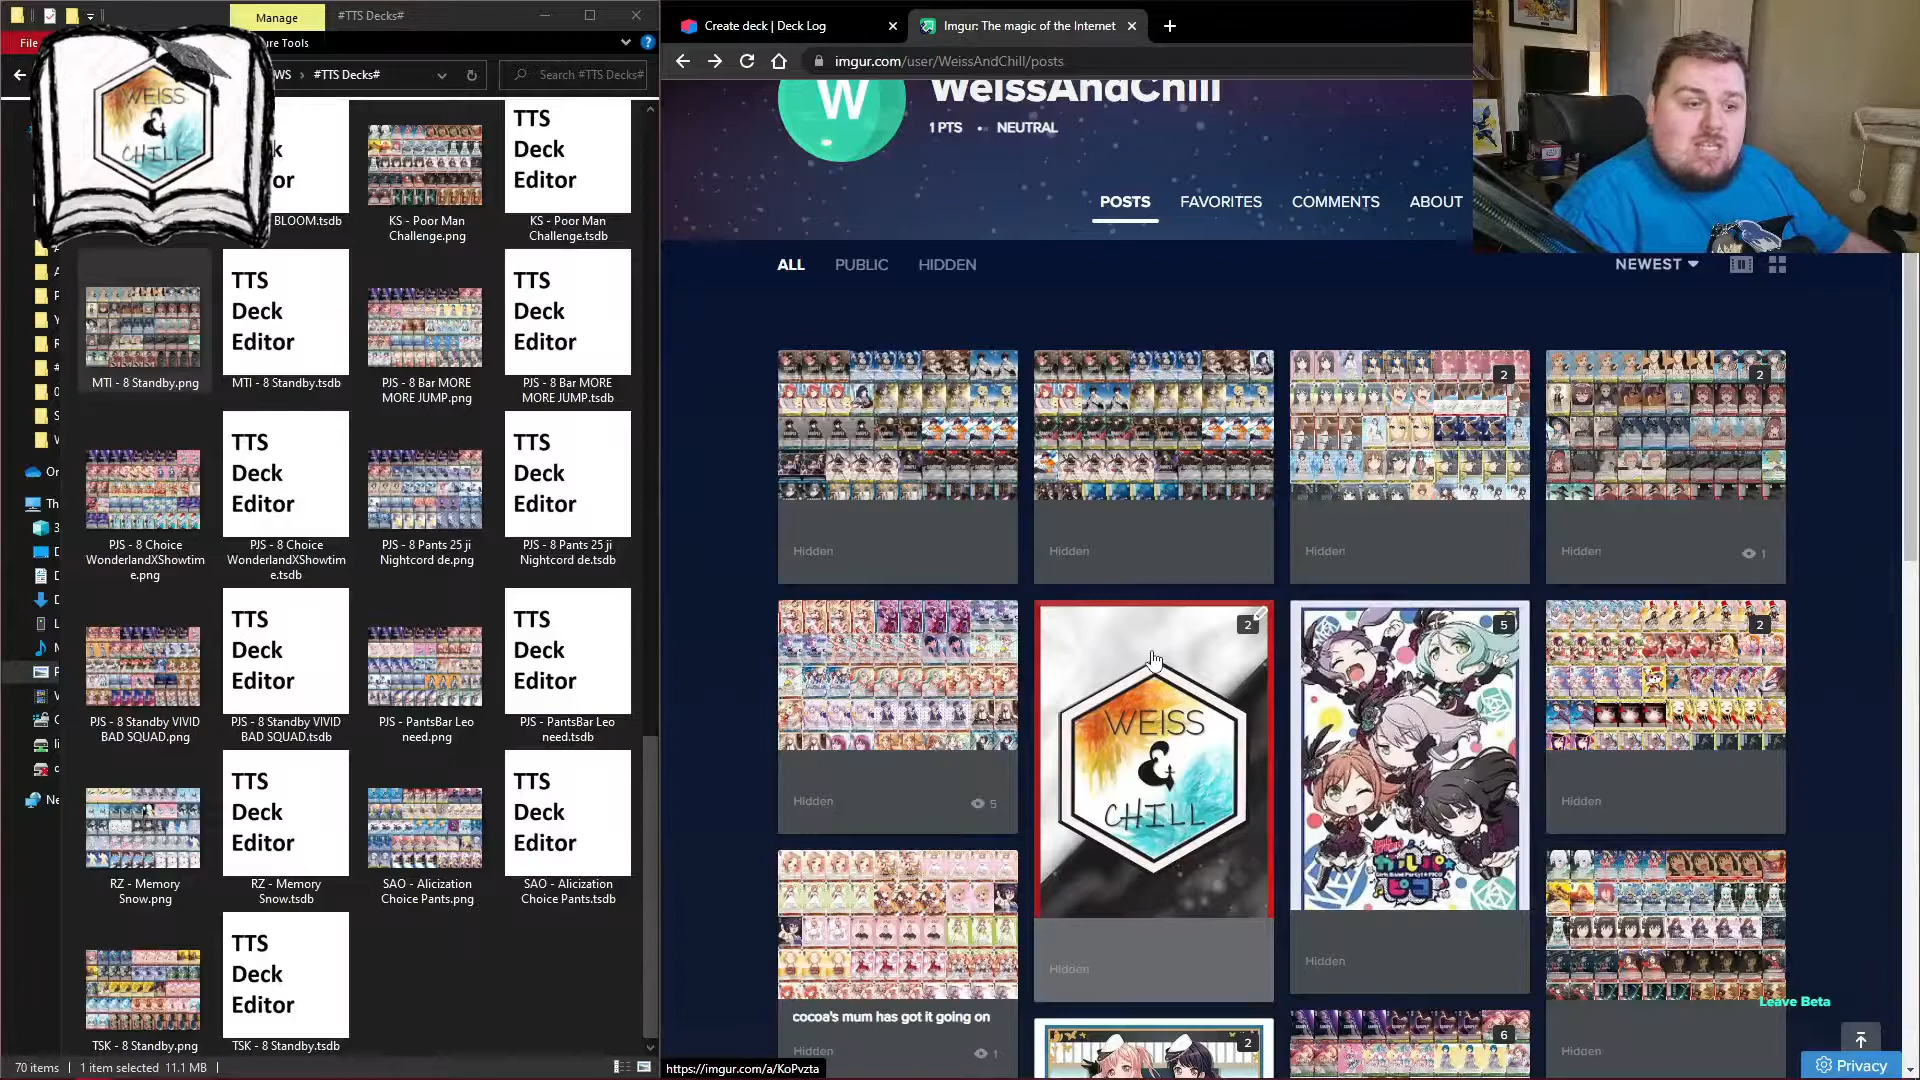 Manage
#TTS Decks#
File
ure Tools
WS > #TTS Decks#
Search #TTS Decks#
WEISS
&
CHILL
TTS
Deck
Editor
BLOOM.tsdb
KS - Poor Man
Challenge.png
KS - Poor Man
Challenge.tsdb
TTS
Deck
Editor
TTS
Deck
Editor
MTI - 8 Standby.png
MTI - 8 Standby.tsdb
PJS - 8 Bar MORE
MORE JUMP.png
PJS - 8 Bar MORE
MORE JUMP.tsdb
TTS
Deck
Editor
TTS
Deck
Editor
PJS - 8 Choice
WonderlandXShowtim
e.png
PJS - 8 Choice
WonderlandXShowtim
e.tsdb
PJS - 8 Pants 25 ji
Nightcord de.png
PJS - 8 Pants 25 ji
Nightcord de.tsdb
TTS
Deck
Editor
TTS
Deck
Editor
PJS - 8 Standby VIVID
BAD SQUAD.png
PJS - 8 Standby VIVID
BAD SQUAD.tsdb
PJS - PantsBar Leo
need.png
PJS - PantsBar Leo
need.tsdb
TTS
Deck
Editor
TTS
Deck
Editor
RZ - Memory
Snow.png
RZ - Memory
Snow.tsdb
SAO - Alicization
Choice Pants.png
SAO - Alicization
Choice Pants.tsdb
TTS
Deck
Editor
TSK - 8 Standby.png
TSK - 8 Standby.tsdb
70 items
1 item selected 11.1 MB
Create deck | Deck Log
Imgur: The magic of the Internet
imgur.com/user/WeissAndChill/posts
W
WeissAndChill
1 PTS • NEUTRAL
POSTS
FAVORITES
COMMENTS
ABOUT
ALL
PUBLIC
HIDDEN
NEWEST
2
2
Hidden
Hidden
Hidden
Hidden
1
2
5
2
WEISS
&
CHILL
Hidden
5
Hidden
Hidden
Hidden
cocoa's mum has got it going on
Hidden
1
2
6
Hidden
Leave Beta
Privacy
https://imgur.com/a/KoPvzta